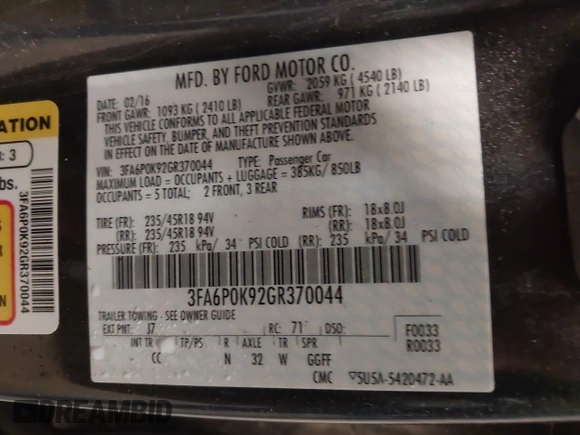 MFD. BY FORD MOTOR CO.
DATE: 02/16 GVWR: 2059 KG (4540 LB)
FRONT GAWR: 1093 KG (2410 LB) REAR GAWR: 971 KG (2140 LB)
THIS VEHICLE CONFORMS TO ALL APPLICABLE FEDERAL MOTOR
VEHICLE SAFETY, BUMPER, AND THEFT PREVENTION STANDARDS
IN EFFECT ON THE DATE OF MANUFACTURE SHOWN ABOVE.
VIN: 3FA6P0K92GR370044 TYPE: Passenger Car
MAXIMUM LOAD = OCCUPANTS + LUGGAGE = 385KG/ 850LB
OCCUPANTS = 5 TOTAL; 2 FRONT, 3 REAR
TIRE (FR): 235/45R18 94V RIMS (FR): 18x8.0J
(RR): 235/45R18 94V (RR): 18x8.0J
PRESSURE (FR): 235 kPa/ 34 PSI COLD (RR): 235 kPa/ 34 PSI COLD
3FA6P0K92GR370044
TRAILER TOWING - SEE OWNER GUIDE
EXT PNT: J7 RC: 71 DSO: F0033
R0033
INT TR TP/PS R AXLE TR SPR
CC N 32 W GGFF
CMC 5U5A-5420472-AA
ATION
: 3
bs.
S
R
N
3FA6P0K92GR370044
DREAMBID